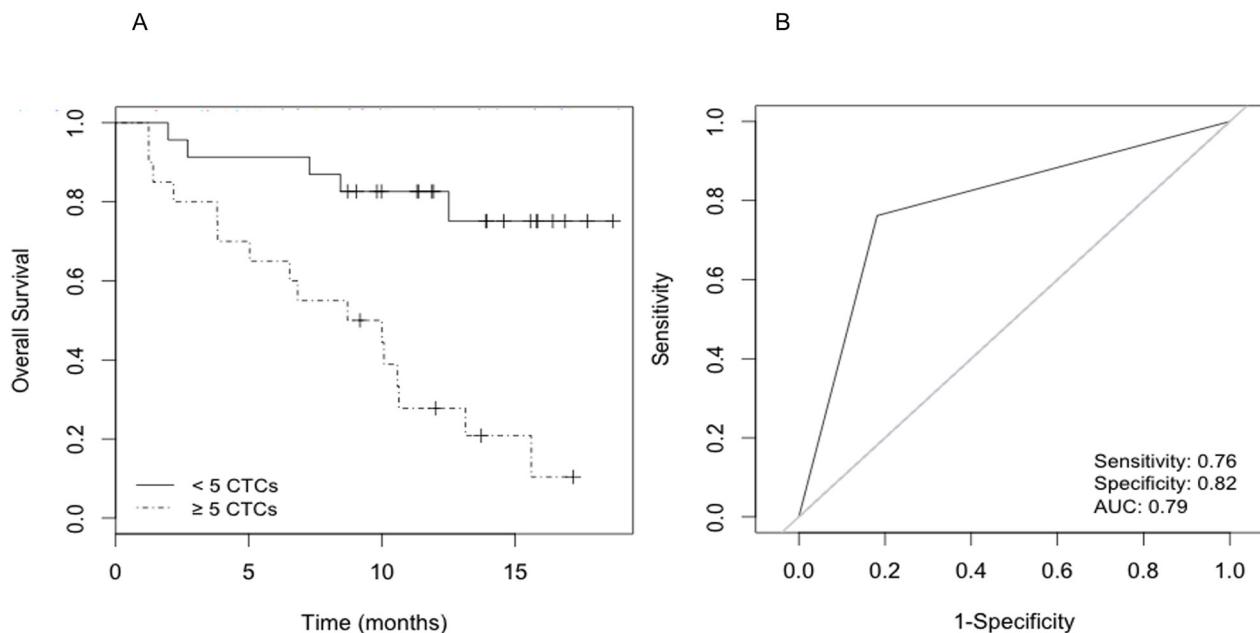 A
B
Overall Survival
1.0
0.8
0.6
0.4
0.2
0.0
< 5 CTCs
≥ 5 CTCs
0 5 10 15
Time (months)
Sensitivity
1.0
0.8
0.6
0.4
0.2
0.0
Sensitivity: 0.76
Specificity: 0.82
AUC: 0.79
0.0 0.2 0.4 0.6 0.8 1.0
1-Specificity